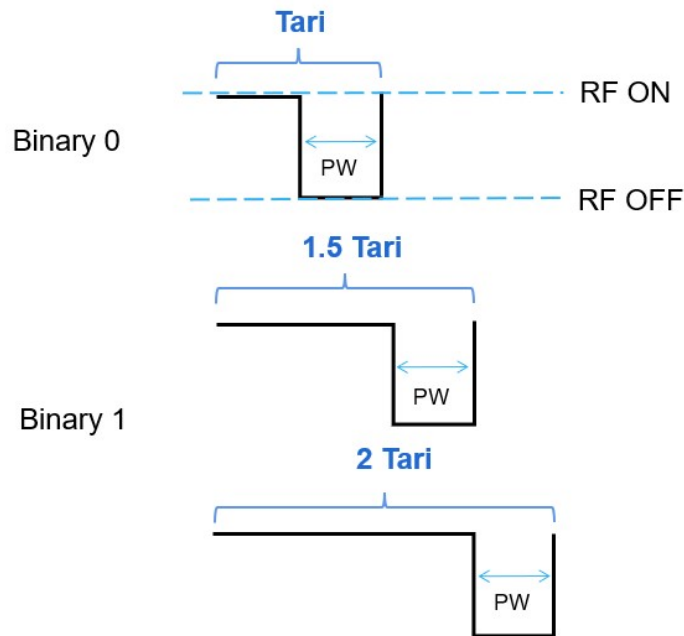 Tari
RF ON
Binary 0
PW
RF OFF
1.5 Tari
PW
Binary 1
2 Tari
PW